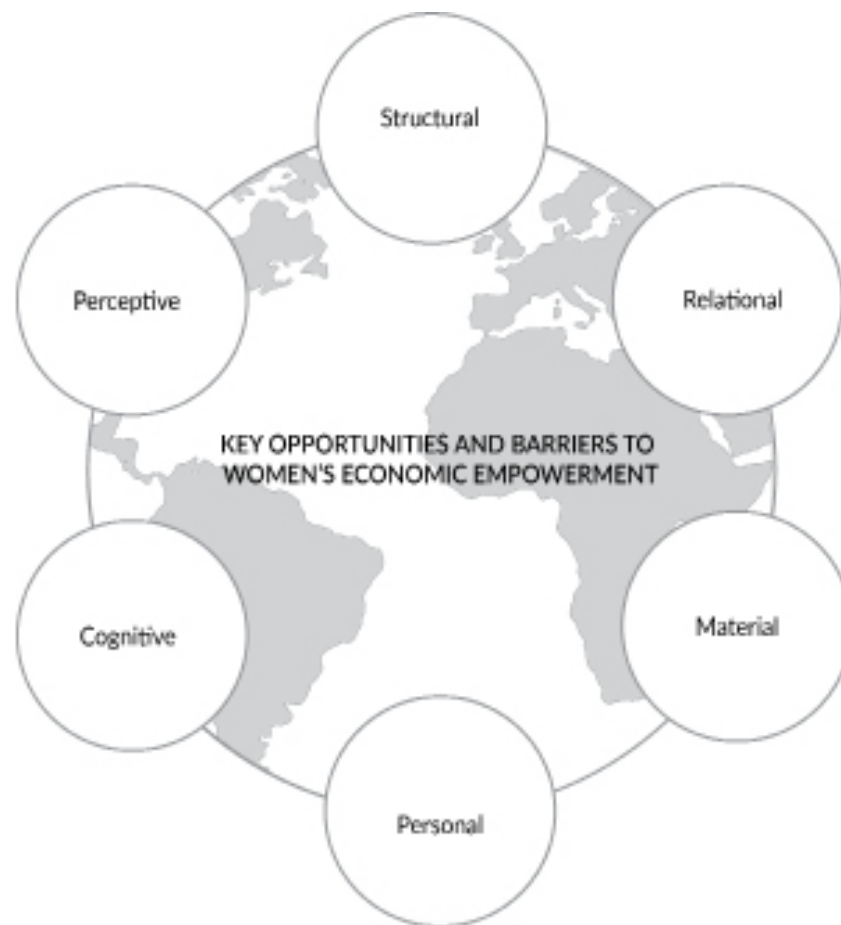 Structural
Perceptive
Relational
KEY OPPORTUNITIES AND BARRIERS TO
WOMEN'S ECONOMIC EMPOWERMENT
Cognitive
Material
Personal